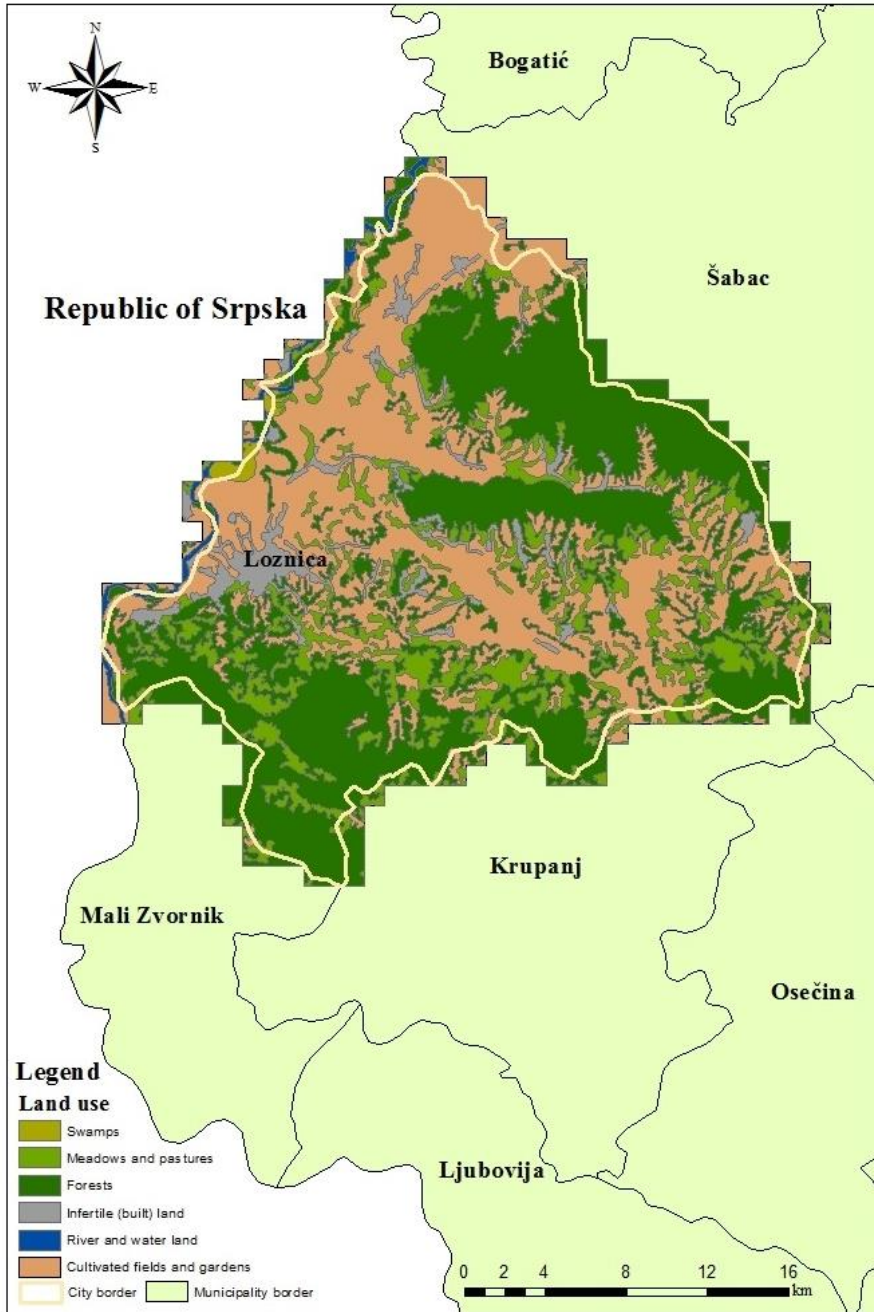 N
W E
S
Bogatić
Šabac
Republic of Srpska
Loznica
Krupanj
Mali Zvornik
Osečina
Ljubovija
Legend
Land use
Swamps
Meadows and pastures
Forests
Infertile (built) land
River and water land
Cultivated fields and gardens
City border Municipality border
0 2 4 8 12 16
km